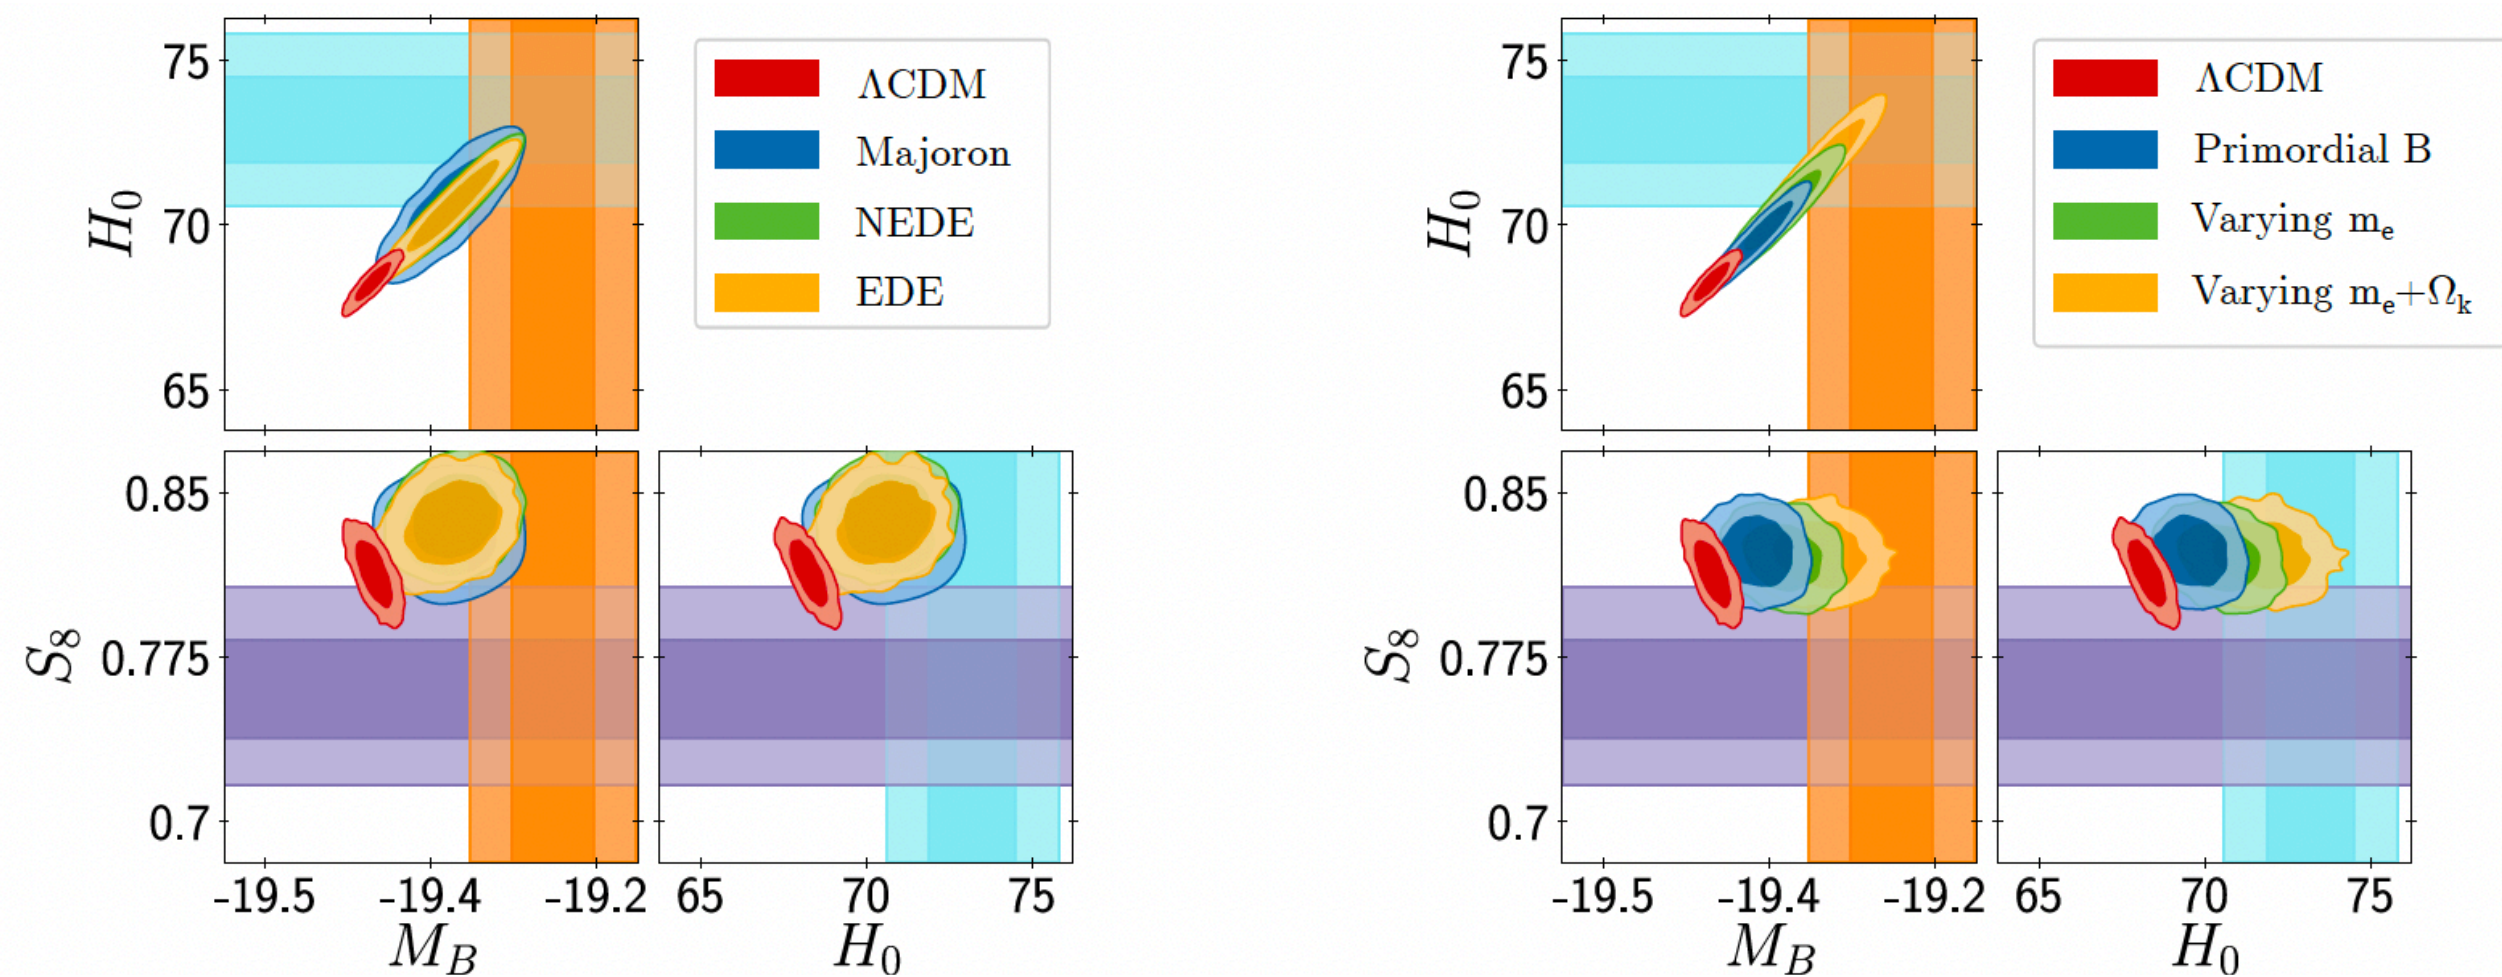 75
70
65
H₀
ΛCDM
Majoron
NEDE
EDE
0.85
0.775
0.7
S₈
-19.5 -19.4 -19.2
M_B
65 70 75
H₀
75
70
65
H₀
ΛCDM
Primordial B
Varying mₑ
Varying mₑ+Ωₖ
0.85
0.775
0.7
S₈
-19.5 -19.4 -19.2
M_B
65 70 75
H₀